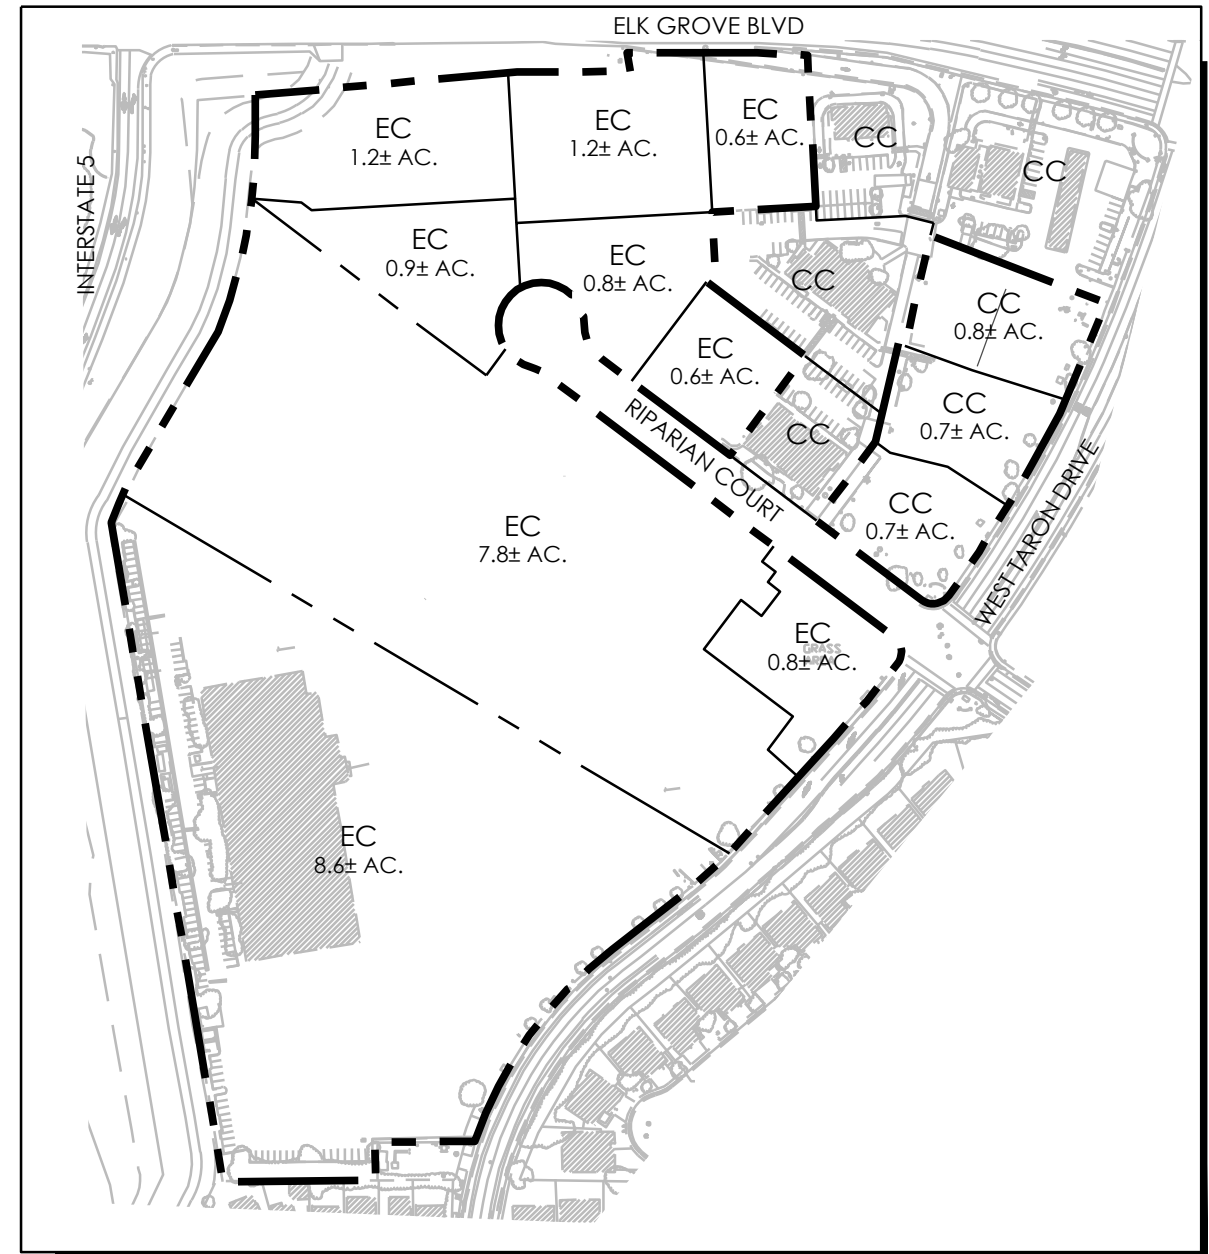 ELK GROVE BLVD
INTERSTATE 5
EC
1.2± AC.
EC
1.2± AC.
EC
0.6± AC.
CC
CC
EC
0.9± AC.
EC
0.8± AC.
CC
CC
0.8± AC.
EC
0.6± AC.
CC
0.7± AC.
CC
RIPARIAN COURT
CC
0.7± AC.
WEST TARON DRIVE
EC
7.8± AC.
EC
GRASS
AREA
0.8± AC.
EC
8.6± AC.